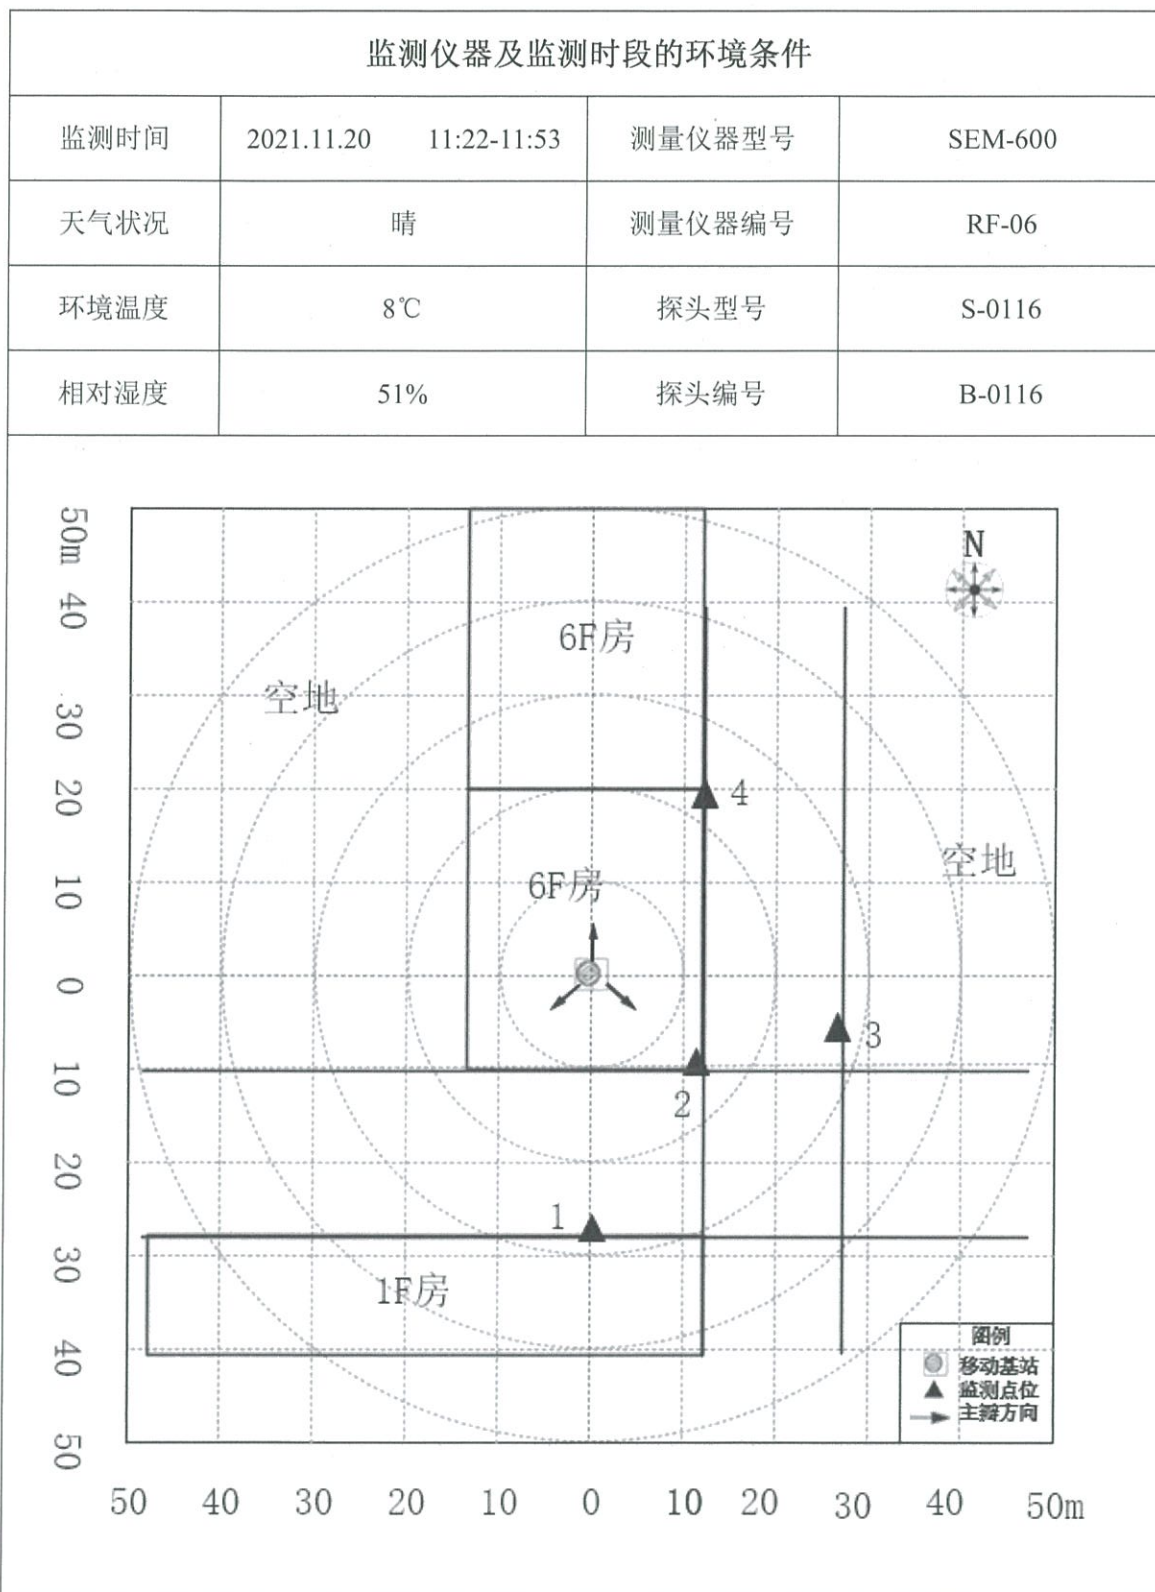 监测仪器及监测时段的环境条件
监测时间 2021.11.20 11:22-11:53 测量仪器型号 SEM-600
天气状况 晴 测量仪器编号 RF-06
环境温度 8℃ 探头型号 S-0116
相对湿度 51% 探头编号 B-0116
50m
N
40
6F房
空地
30
20
4
空地
10
6F房
0
3
10
2
20
1
30
1F房
40
图例
移动基站
监测点位
主瓣方向
50
50 40 30 20 10 0 10 20 30 40 50m